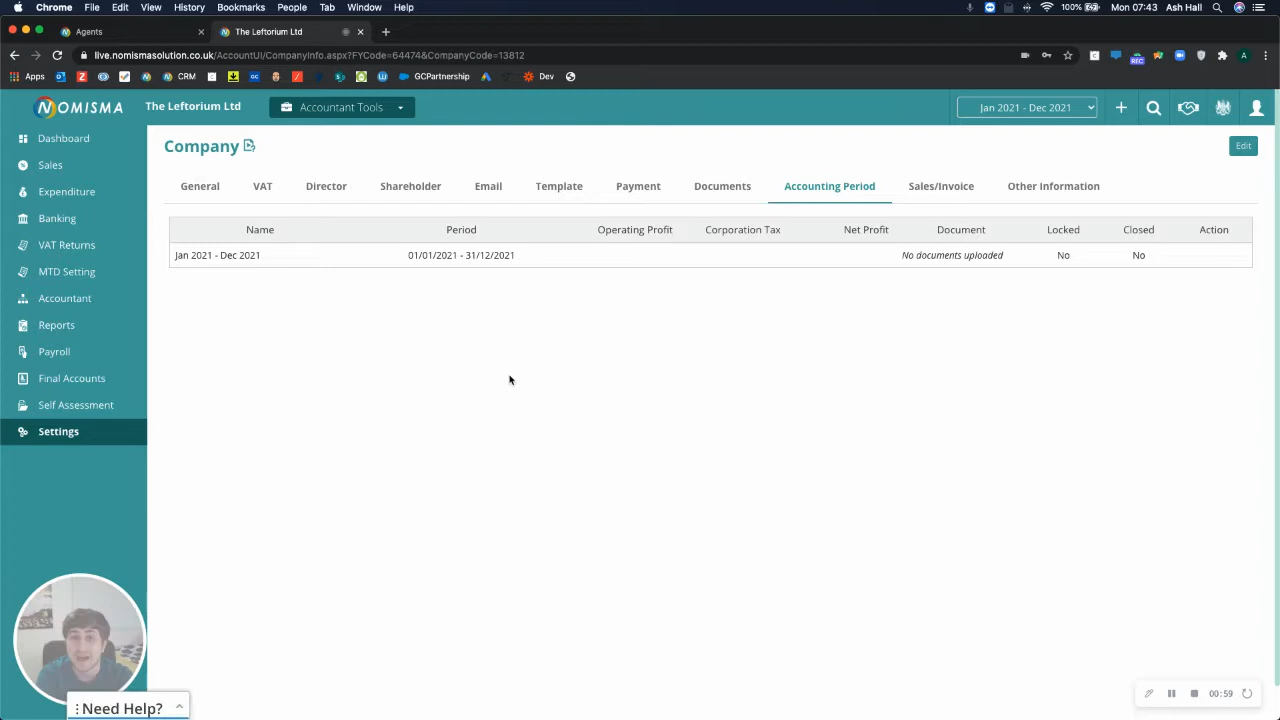 Chrome File Edit View History Bookmarks People Tab Window Help 100% Mon 07:43 Ash Hall
Agents The Leftorium Ltd
live.nomismasolution.co.uk/AccountUI/CompanyInfo.aspx?FYCode=64474&CompanyCode=13812
REC
Apps CRM GCPartnership Dev
NOMISMA The Leftorium Ltd Accountant Tools Jan 2021 - Dec 2021
Dashboard
Sales
Expenditure
Banking
VAT Returns
MTD Setting
Accountant
Reports
Payroll
Final Accounts
Self Assessment
Settings
Company Edit
General VAT Director Shareholder Email Template Payment Documents Accounting Period Sales/Invoice Other Information
Name Period Operating Profit Corporation Tax Net Profit Document Locked Closed Action
Jan 2021 - Dec 2021 01/01/2021 - 31/12/2021 No documents uploaded No No
Need Help?
00:59